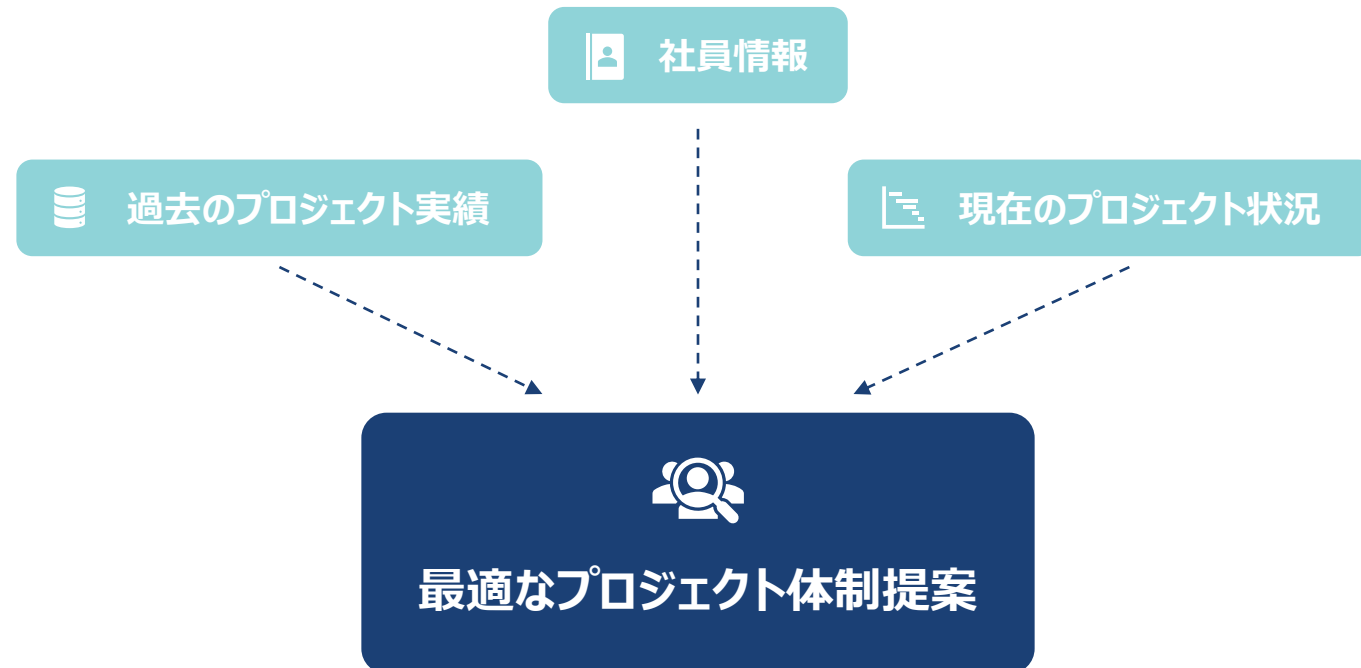 社員情報
過去のプロジェクト実績
現在のプロジェクト状況
最適なプロジェクト体制提案